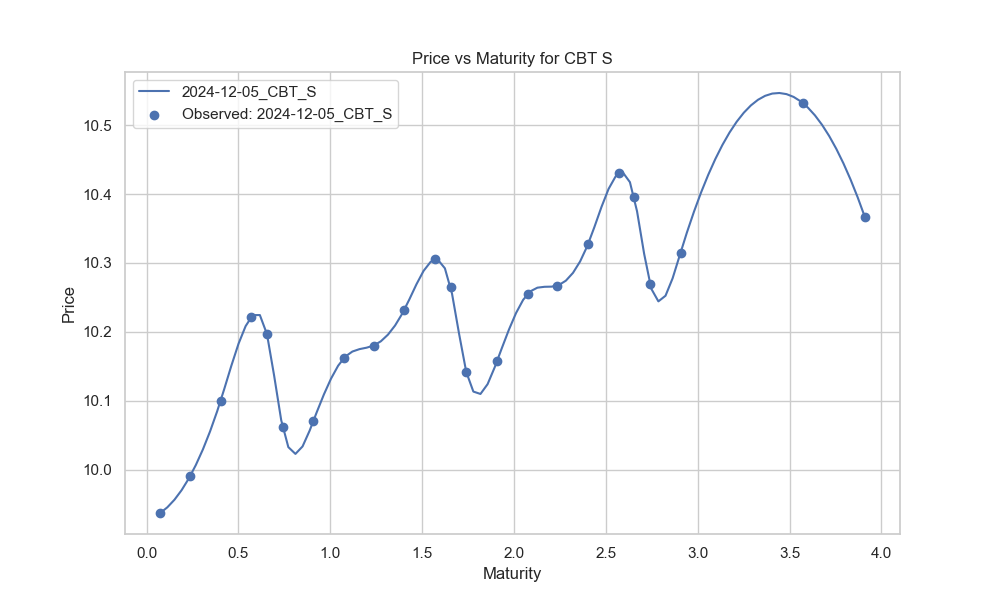 Price vs Maturity for CBT S
2024-12-05_CBT_S
Observed: 2024-12-05_CBT_S
Price
10.5
10.4
10.3
10.2
10.1
10.0
0.0 0.5 1.0 1.5 2.0 2.5 3.0 3.5 4.0
Maturity